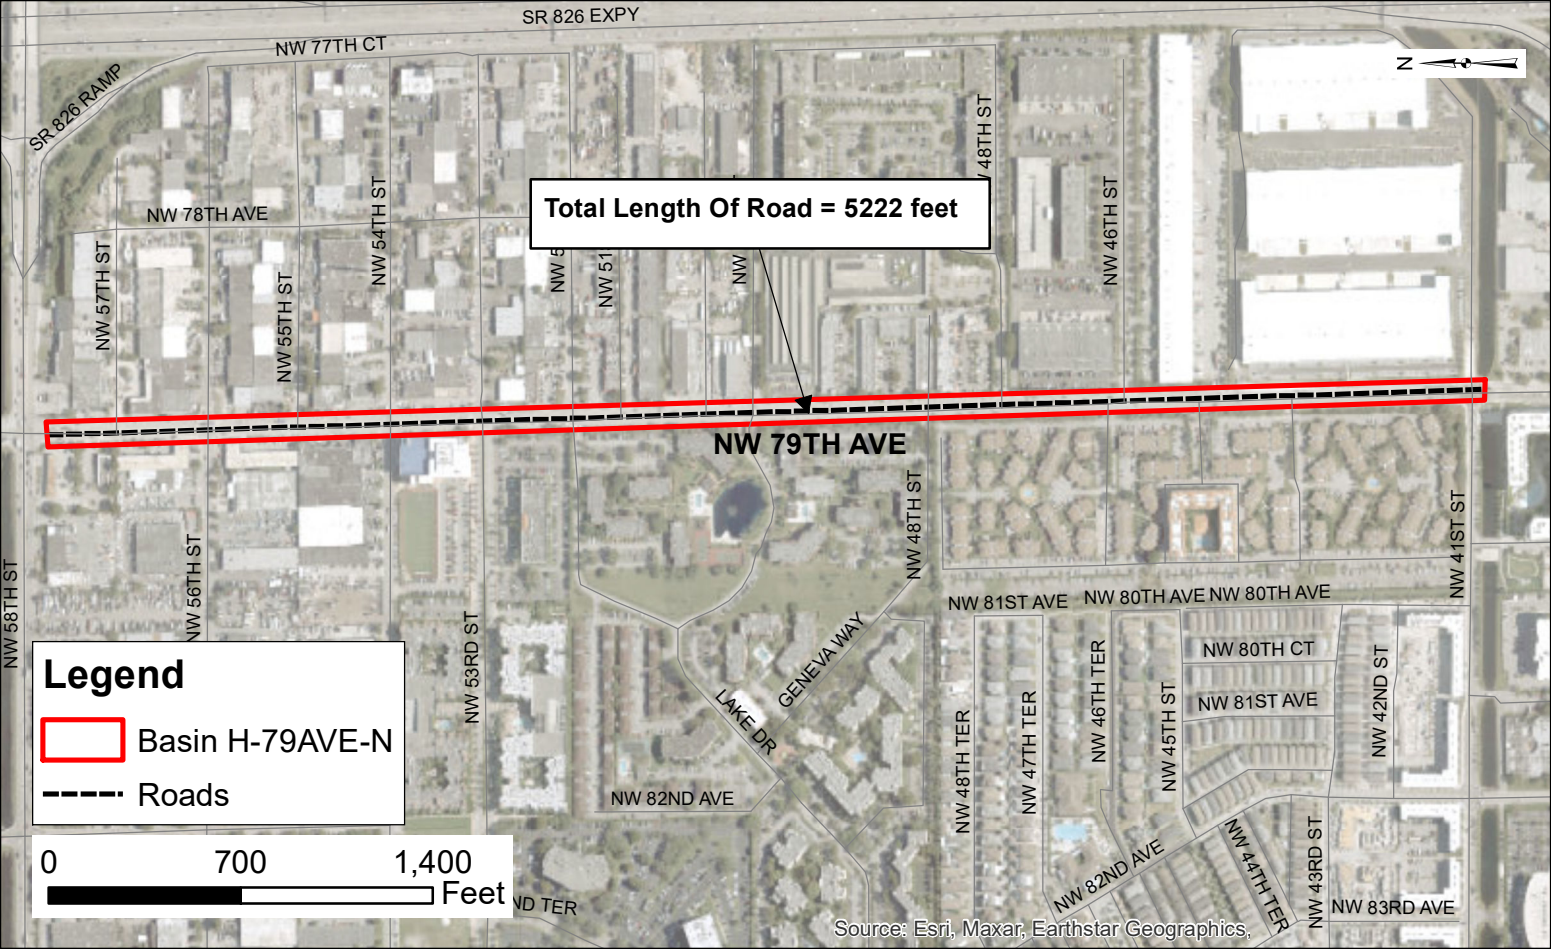 SR 826 EXPY
NW 77TH CT
N
SR 826 RAMP
48TH ST
NW 78TH AVE
NW 54TH ST
NW 46TH ST
Total Length Of Road = 5222 feet
NW 57TH ST
NW 55TH ST
NW 5
NW 51
NW
NW 79TH AVE
NW 58TH ST
NW 56TH ST
NW 53RD ST
NW 48TH ST
NW 41ST ST
NW 81ST AVE
NW 80TH AVE
NW 80TH AVE
GENEVA WAY
LAKE DR
NW 80TH CT
NW 81ST AVE
NW 42ND ST
NW 46TH TER
NW 45TH ST
NW 48TH TER
NW 47TH TER
NW 82ND AVE
NW 82ND AVE
NW 44TH TER
NW 43RD ST
NW 83RD AVE
Legend
Basin H-79AVE-N
Roads
0 700 1,400
Feet
ND TER
Source: Esri, Maxar, Earthstar Geographics,